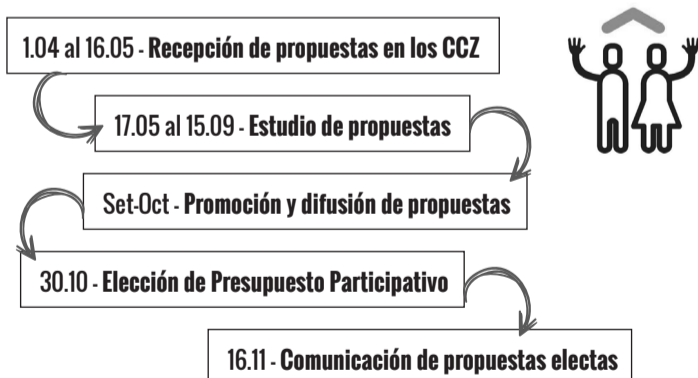 1.04 al 16.05 - Recepción de propuestas en los CCZ
17.05 al 15.09 - Estudio de propuestas
Set-Oct - Promoción y difusión de propuestas
30.10 - Elección de Presupuesto Participativo
16.11 - Comunicación de propuestas electas